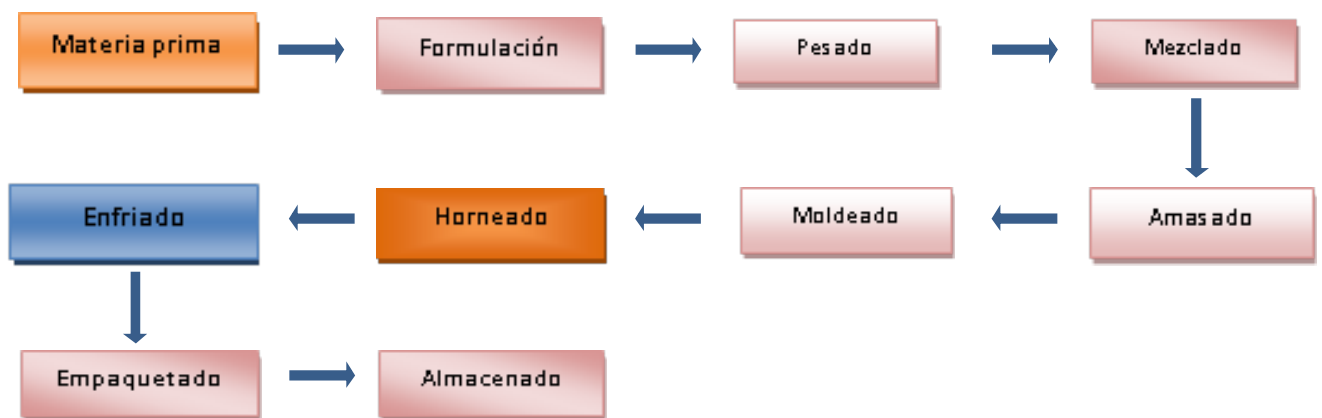 Materia prima
Formulación
Pesado
Mezclado
Amasado
Moldeado
Horneado
Enfriado
Empaquetado
Almacenado